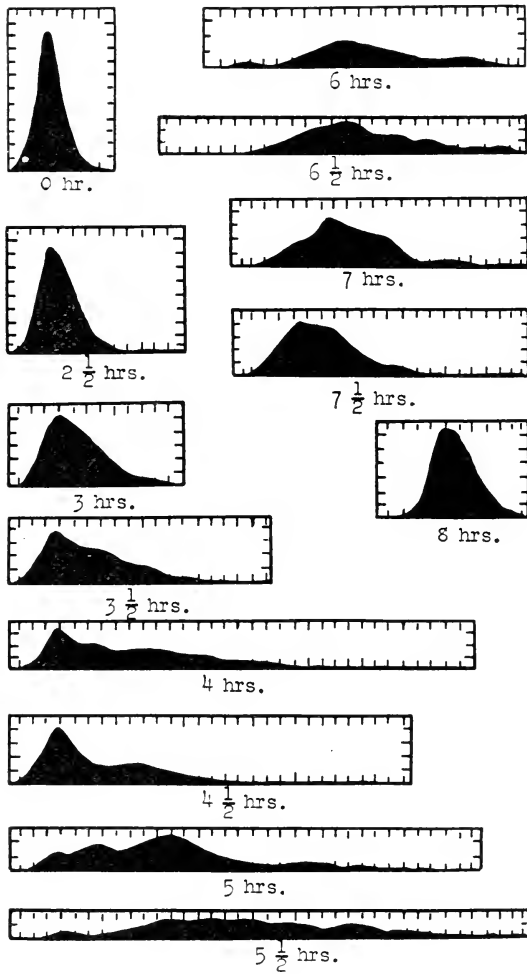 0 hr.
2 1/2 hrs.
3 hrs.
3 1/2 hrs.
4 hrs.
4 1/2 hrs.
5 hrs.
5 1/2 hrs.
6 hrs.
6 1/2 hrs.
7 hrs.
7 1/2 hrs.
8 hrs.